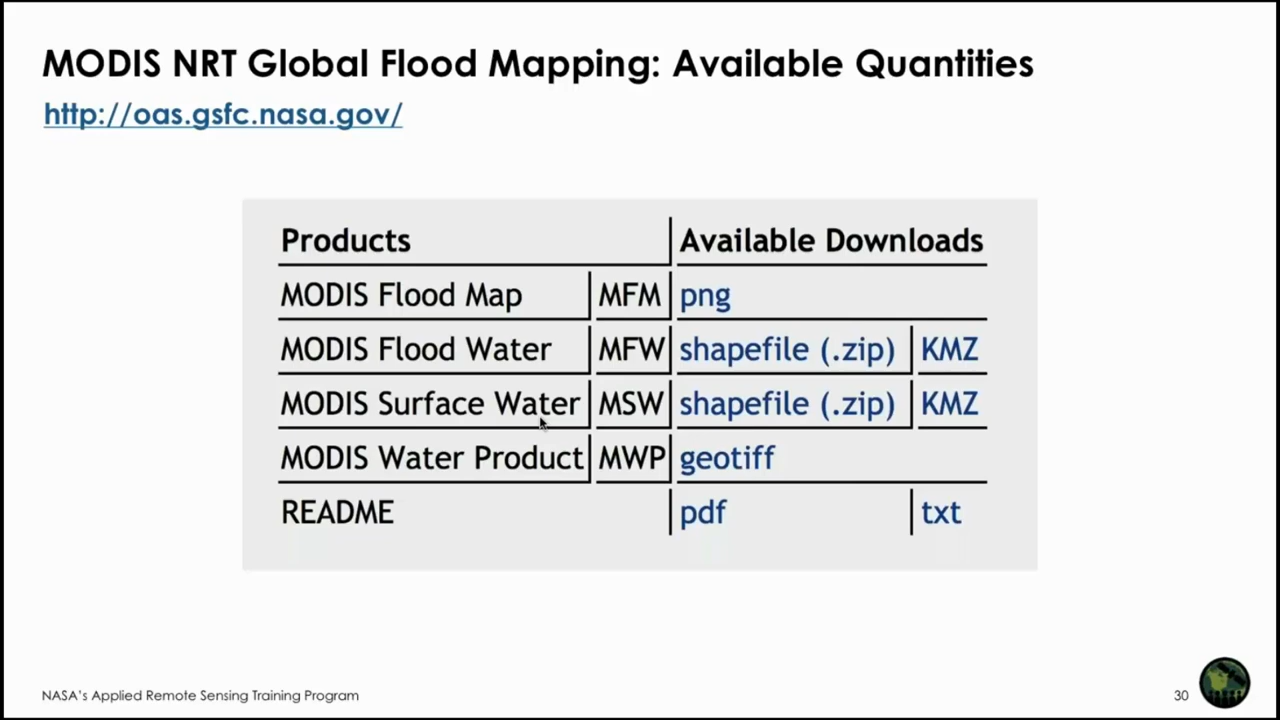 MODIS NRT Global Flood Mapping: Available Quantities
http://oas.gsfc.nasa.gov/
Products Available Downloads
MODIS Flood Map MFM png
MODIS Flood Water MFW shapefile (.zip) KMZ
MODIS Surface Water MSW shapefile (.zip) KMZ
MODIS Water Product MWP geotiff
README pdf txt
NASA's Applied Remote Sensing Training Program 30